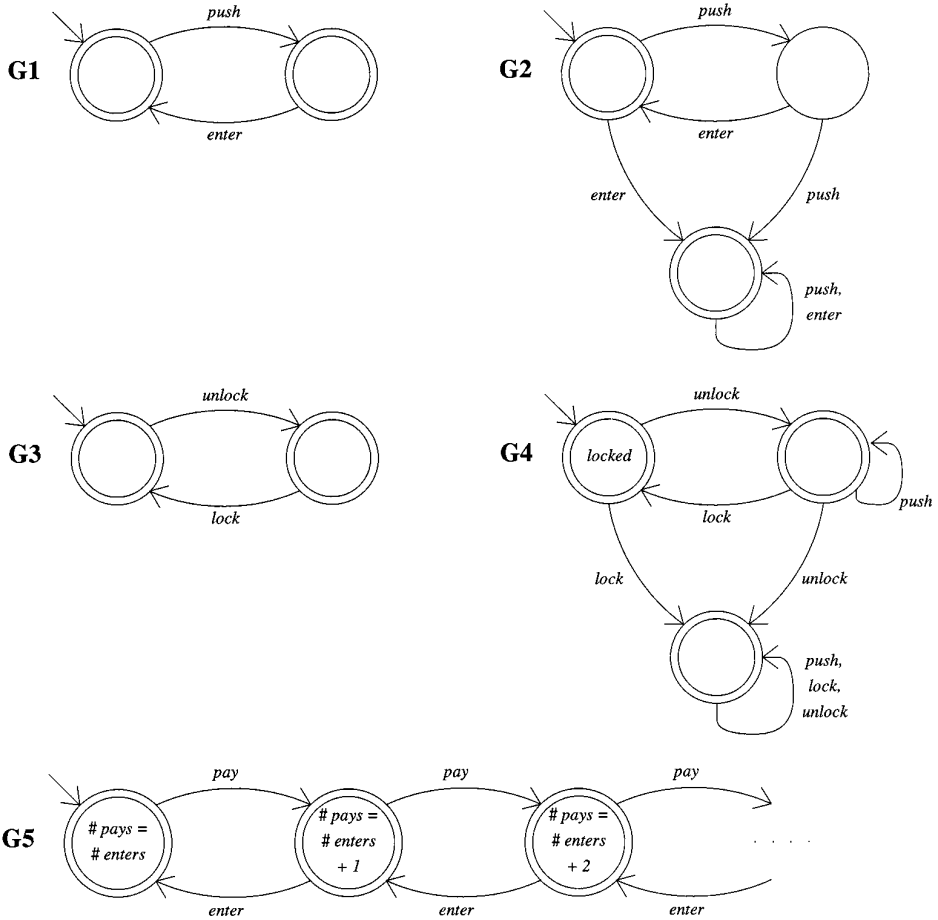 G1
push
enter
G2
push
enter
enter
push
push,
enter
G3
unlock
lock
G4
locked
unlock
lock
push
lock
unlock
push,
lock,
unlock
G5
pay
pay
pay
# pays =
# enters
# pays =
# enters
+ 1
# pays =
# enters
+ 2
. . . .
enter
enter
enter